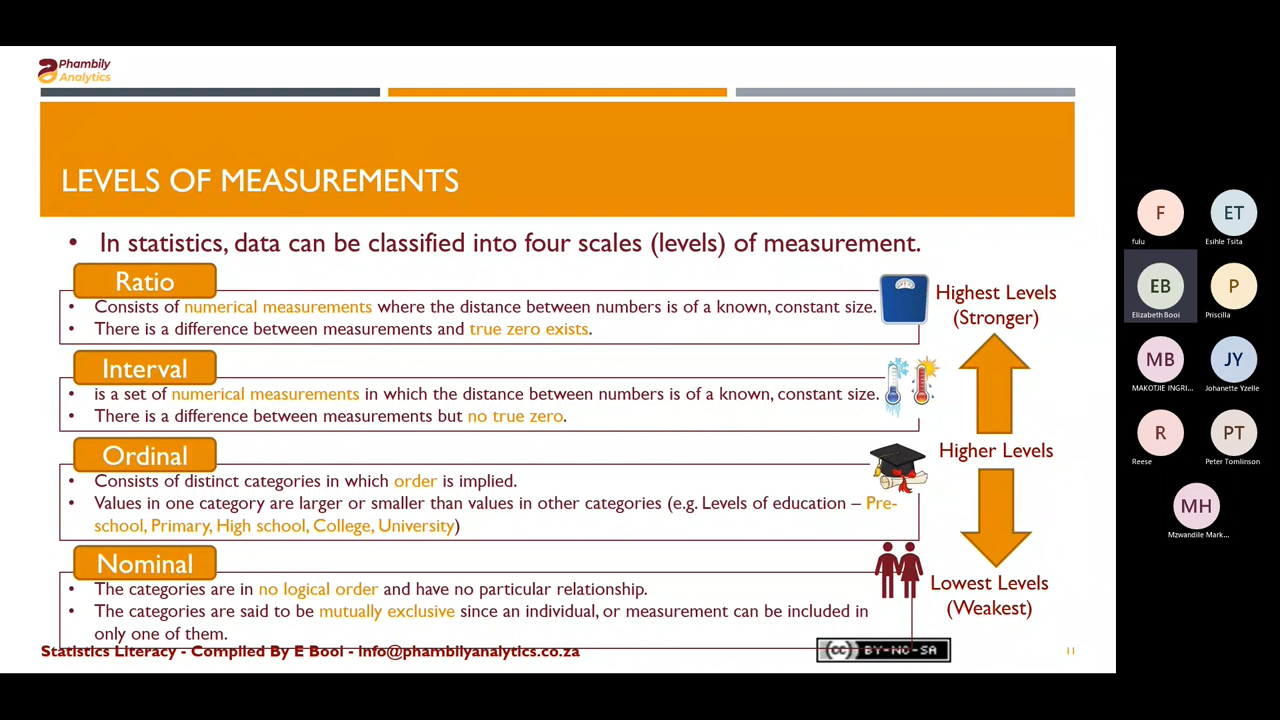 Phambily
Analytics
LEVELS OF MEASUREMENTS
• In statistics, data can be classified into four scales (levels) of measurement.
Ratio
• Consists of numerical measurements where the distance between numbers is of a known, constant size.
• There is a difference between measurements and true zero exists.
Interval
• is a set of numerical measurements in which the distance between numbers is of a known, constant size.
• There is a difference between measurements but no true zero.
Ordinal
• Consists of distinct categories in which order is implied.
• Values in one category are larger or smaller than values in other categories (e.g. Levels of education – Pre-
school, Primary, High school, College, University)
Nominal
• The categories are in no logical order and have no particular relationship.
• The categories are said to be mutually exclusive since an individual, or measurement can be included in
only one of them.
Highest Levels
(Stronger)
Higher Levels
Lowest Levels
(Weakest)
Statistics Literacy - Compiled By E Booi - info@phambilyanalytics.co.za
(cc) BY-NC-SA
11
F
fulu
ET
Esihle Tsita
EB
Elizabeth Booi
P
Priscilla
MB
MAKOTJIE INGRI...
JY
Johanette Yzelle
R
Reese
PT
Peter Tomlinson
MH
Mzwandile Mark...